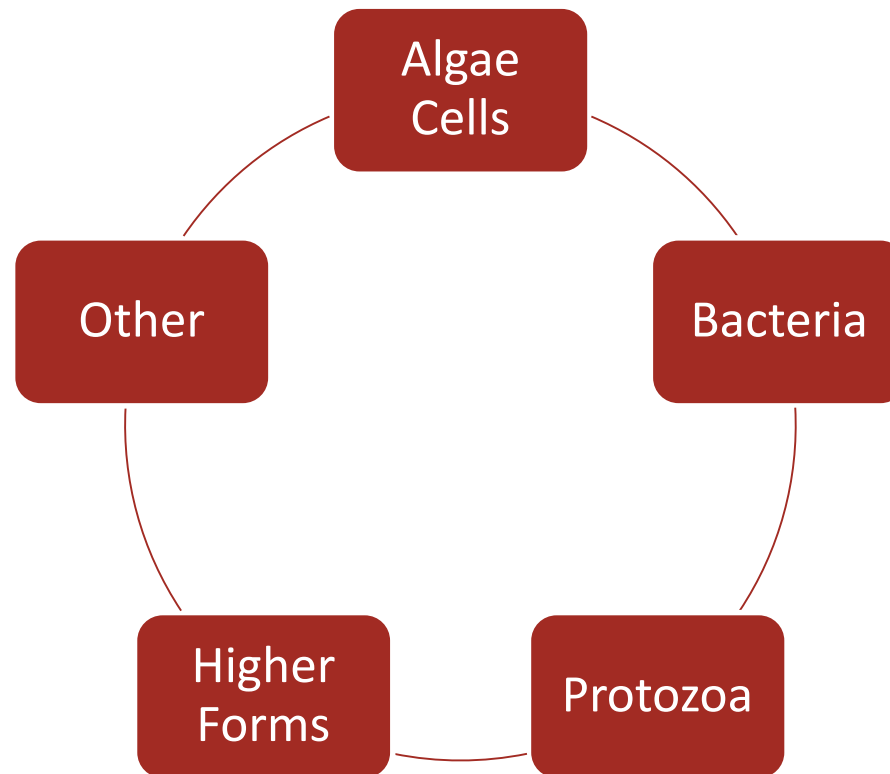 Algae
Cells
Other
Bacteria
Higher
Forms
Protozoa